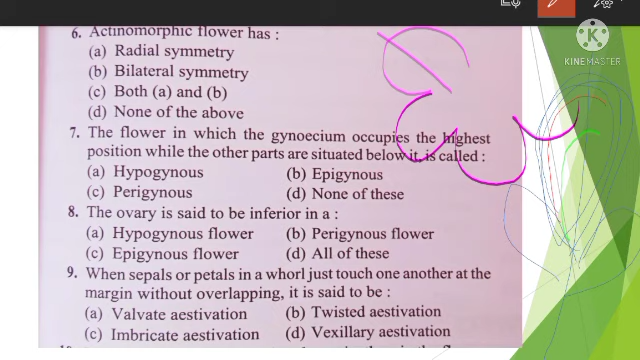 6. Actinomorphic flower has :
(a) Radial symmetry
(b) Bilateral symmetry
(c) Both (a) and (b)
(d) None of the above
7. The flower in which the gynoecium occupies the highest
position while the other parts are situated below it, is called :
(a) Hypogynous (b) Epigynous
(c) Perigynous (d) None of these
8. The ovary is said to be inferior in a :
(a) Hypogynous flower (b) Perigynous flower
(c) Epigynous flower (d) All of these
9. When sepals or petals in a whorl just touch one another at the
margin without overlapping, it is said to be :
(a) Valvate aestivation (b) Twisted aestivation
(c) Imbricate aestivation (d) Vexillary aestivation
KINEMASTER